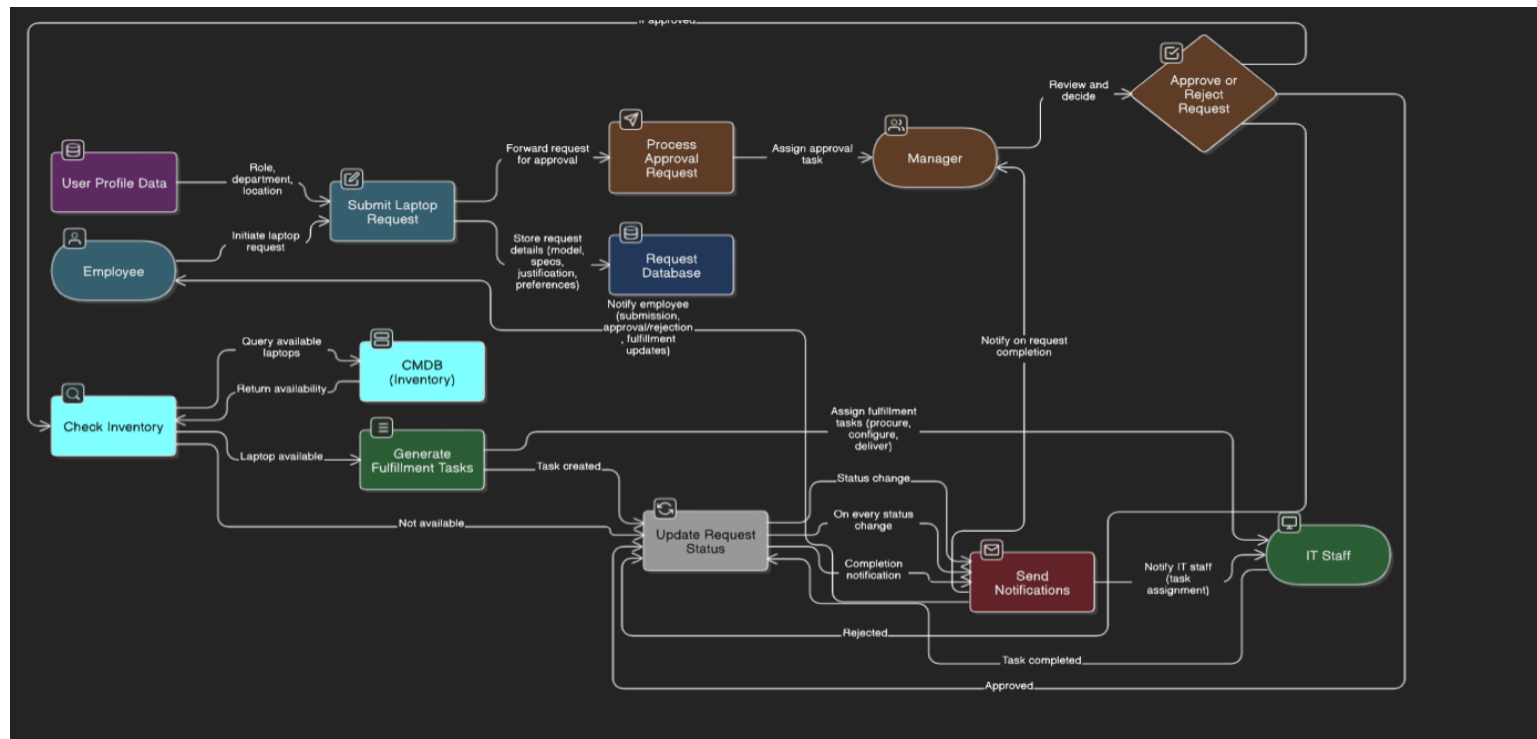 If approved
Approve or
Reject
Request
Review and
decide
Process
Approval
Request
Forward request
for approval
Assign approval
task
Manager
User Profile Data
Role,
department,
location
Submit Laptop
Request
Initiate laptop
request
Employee
Store request
details (model,
specs,
justification,
preferences)
Request
Database
Notify employee
(submission,
approval/rejection
, fulfillment
updates)
Notify on request
completion
Query available
laptops
CMDB
(Inventory)
Return availability
Check Inventory
Laptop available
Generate
Fulfillment Tasks
Assign fulfillment
tasks (procure,
configure,
deliver)
Task created
Status change
Not available
On every status
change
Update Request
Status
Completion
notification
Send
Notifications
Notify IT staff
(task
assignment)
IT Staff
Rejected
Task completed
Approved